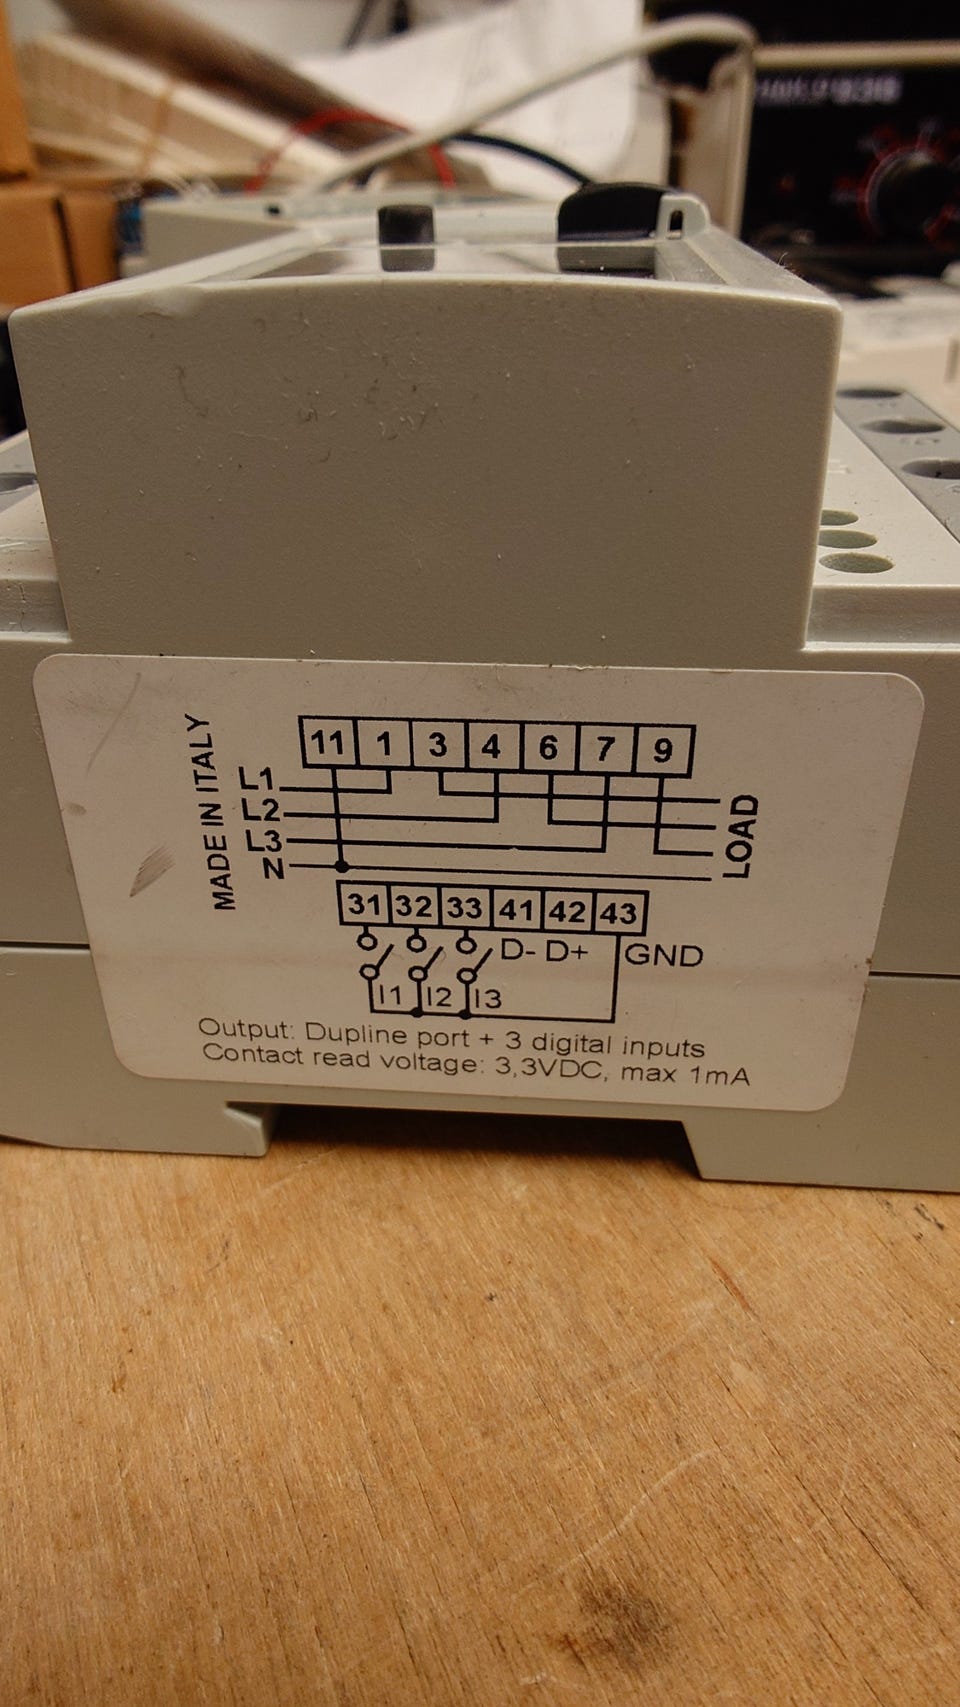 MADE IN ITALY
11 1 3 4 6 7 9
L1
L2
L3
N
LOAD
31 32 33 41 42 43
D- D+ GND
I1 I2 I3
Output: Dupline port + 3 digital inputs
Contact read voltage: 3,3VDC, max 1mA